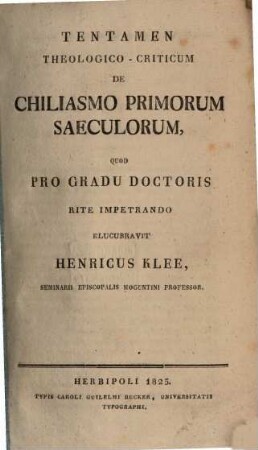 TENTAMEN
THEOLOGICO-CRITICUM
DE
CHILIASMO PRIMORUM
SAECULORUM,
QUOD
PRO GRADU DOCTORIS
RITE IMPETRANDO
ELUCUBRAVIT
HENRICUS KLEE,
SEMINARII EPISCOPALIS MOGUNTINI PROFESSOR.
HERBIPOLI 1825.
TYPIS CAROLI GUILELMI BECKER, UNIVERSITATIS
TYPOGRAPHI.